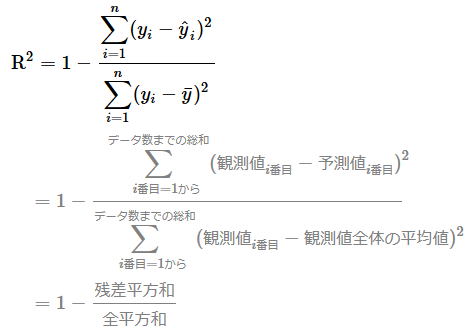 R² = 1 − \frac{\sum_{i=1}^{n}(y_i − \hat{y}_i)^2}{\sum_{i=1}^{n}(y_i − \bar{y})^2}
= 1 − \frac{\sum_{i番目=1から}^{データ数までの総和}(観測値_{i番目} − 予測値_{i番目})^2}{\sum_{i番目=1から}^{データ数までの総和}(観測値_{i番目} − 観測値全体の平均値)^2}
= 1 − \frac{残差平方和}{全平方和}